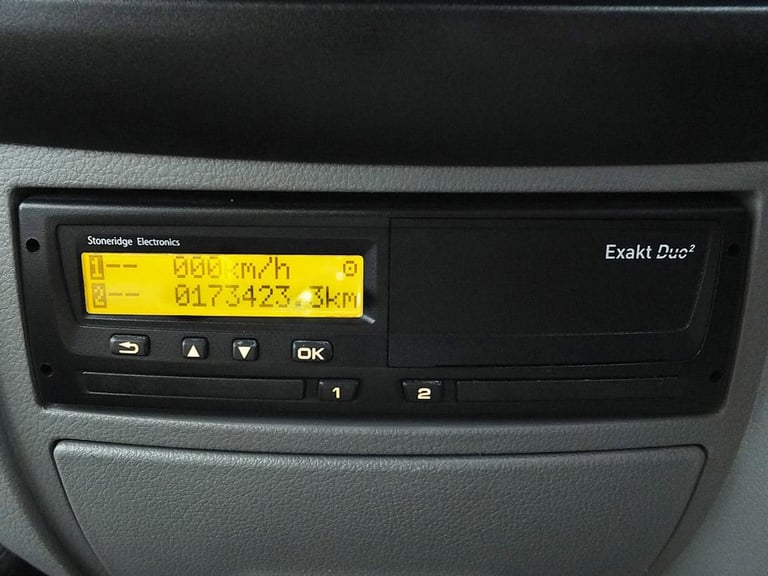 Stoneridge Electronics
Exakt Duo²
1-- 000km/h
2-- 0173423.3km
OK
1
2